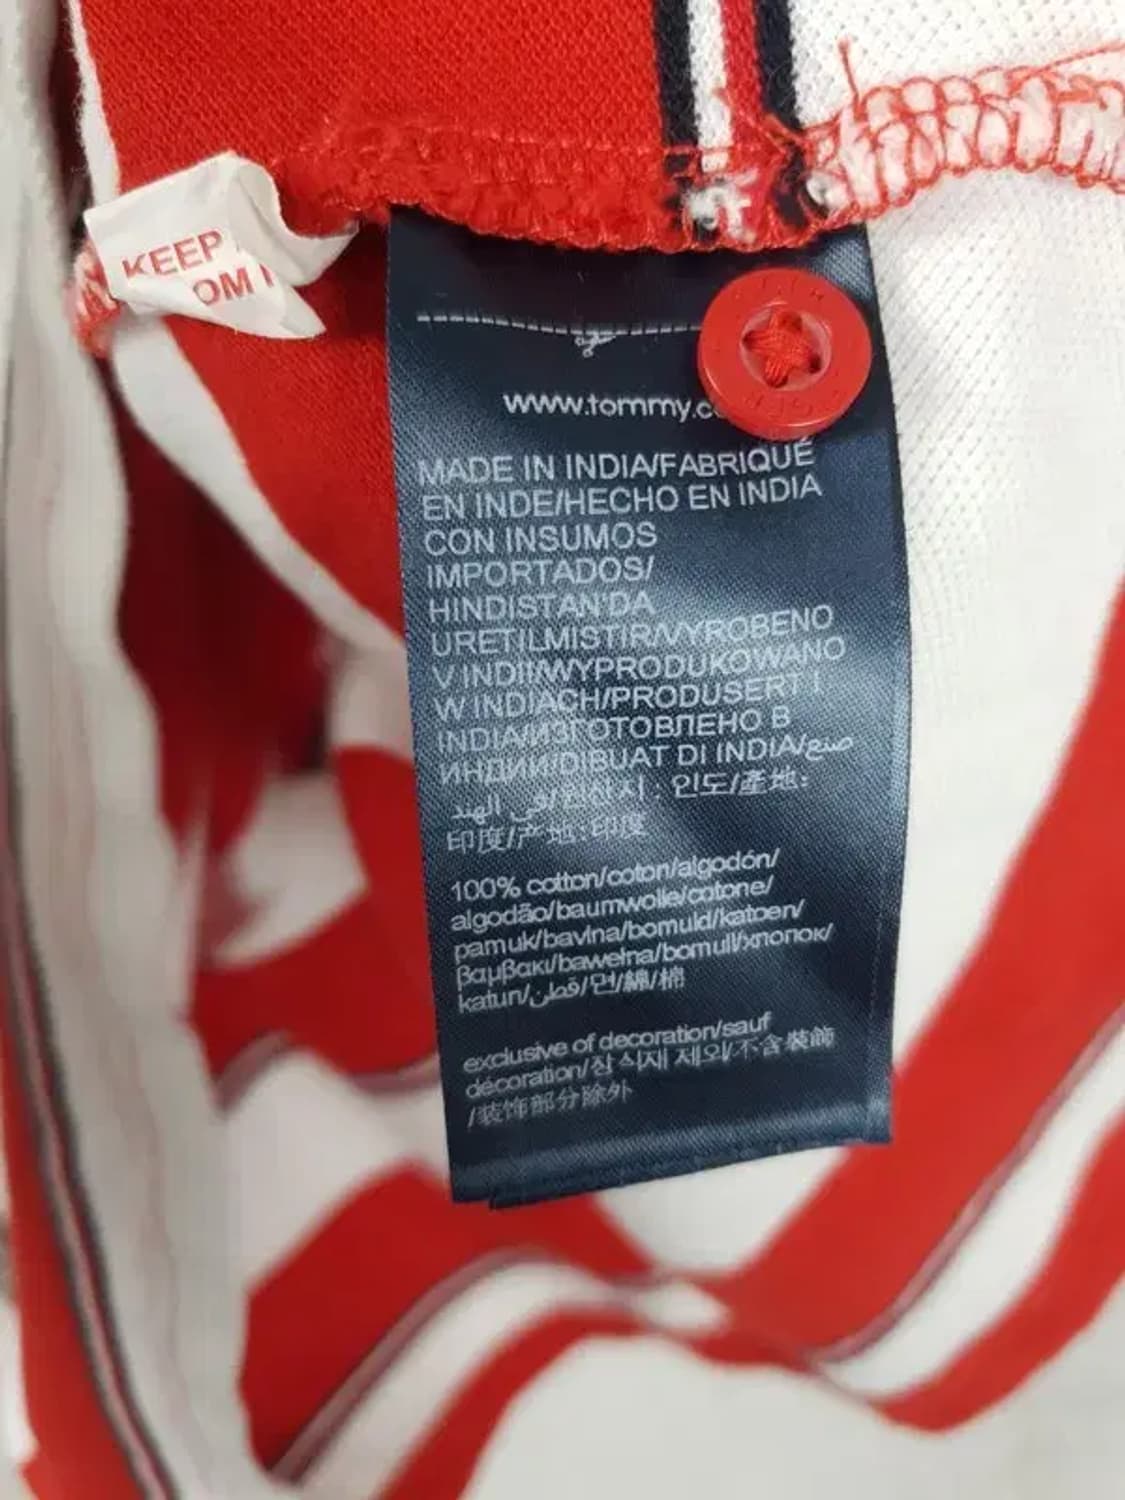 KEEP
OM
www.tommy.c
MADE IN INDIA/FABRIQUÉ
EN INDE/HECHO EN INDIA
CON INSUMOS
IMPORTADOS/
HINDISTAN'DA
URETILMISTIR/VYROBENO
V INDII/WYPRODUKOWANO
W INDIACH/PRODUSERT I
INDIA/ИЗГОТОВЛЕНО В
ИНДИИ/DIBUAT DI INDIA/صنع
في الهند/원산지: 인도/產地:
印度/产地:印度
100% cotton/coton/algodón/
algodão/baumwolle/cotone/
pamuk/bavlna/bomuld/katoen/
βαμβακι/bawełna/bomull/хлопок/
katun/قطن/면/綿/棉
exclusive of decoration/sauf
décoration/장식재 제외/不含裝飾
/装饰部分除外